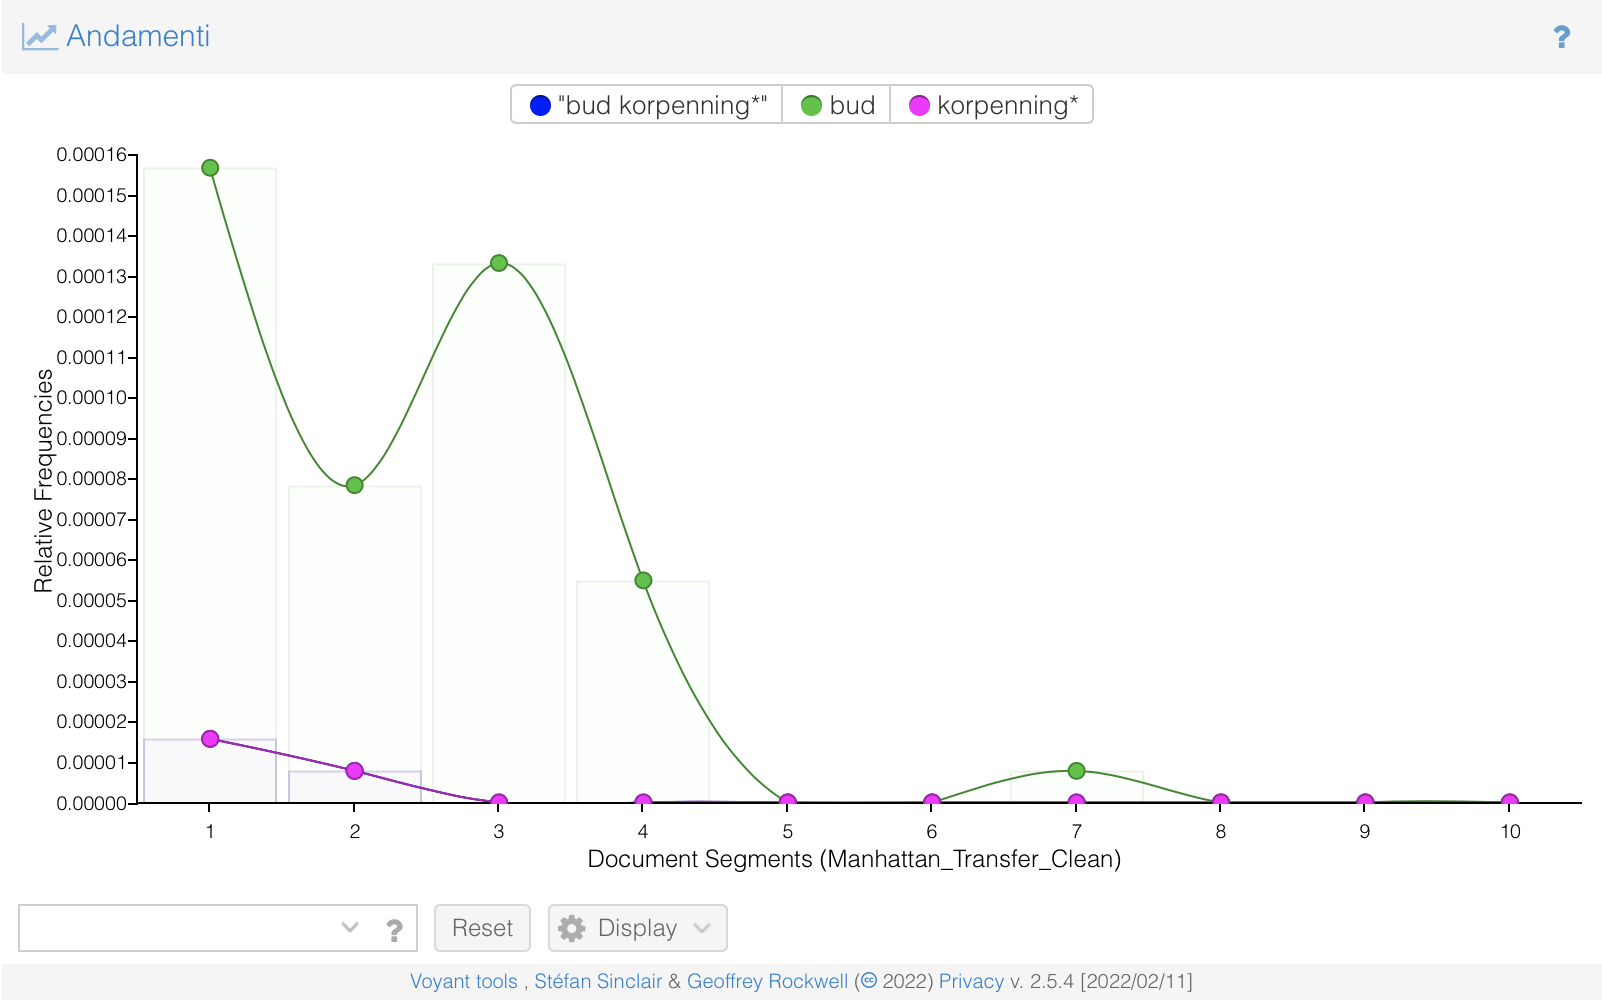 Andamenti
?
"bud korpenning*" bud korpenning*
Relative Frequencies
0.00016
0.00015
0.00014
0.00013
0.00012
0.00011
0.00010
0.00009
0.00008
0.00007
0.00006
0.00005
0.00004
0.00003
0.00002
0.00001
0.00000
1 2 3 4 5 6 7 8 9 10
Document Segments (Manhattan_Transfer_Clean)
? Reset Display
Voyant tools , Stéfan Sinclair & Geoffrey Rockwell (🄯 2022) Privacy v. 2.5.4 [2022/02/11]